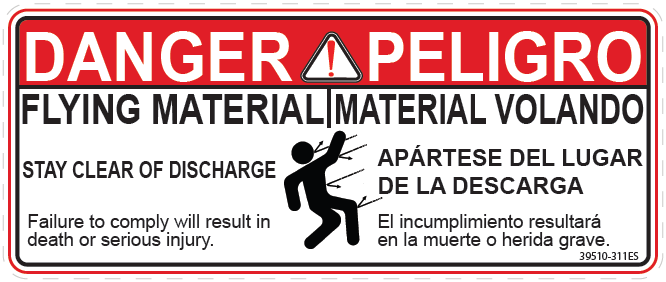 DANGER PELIGRO
FLYING MATERIAL MATERIAL VOLANDO
STAY CLEAR OF DISCHARGE
Failure to comply will result in
death or serious injury.
APÁRTESE DEL LUGAR
DE LA DESCARGA
El incumplimiento resultará
en la muerte o herida grave.
39510-311ES